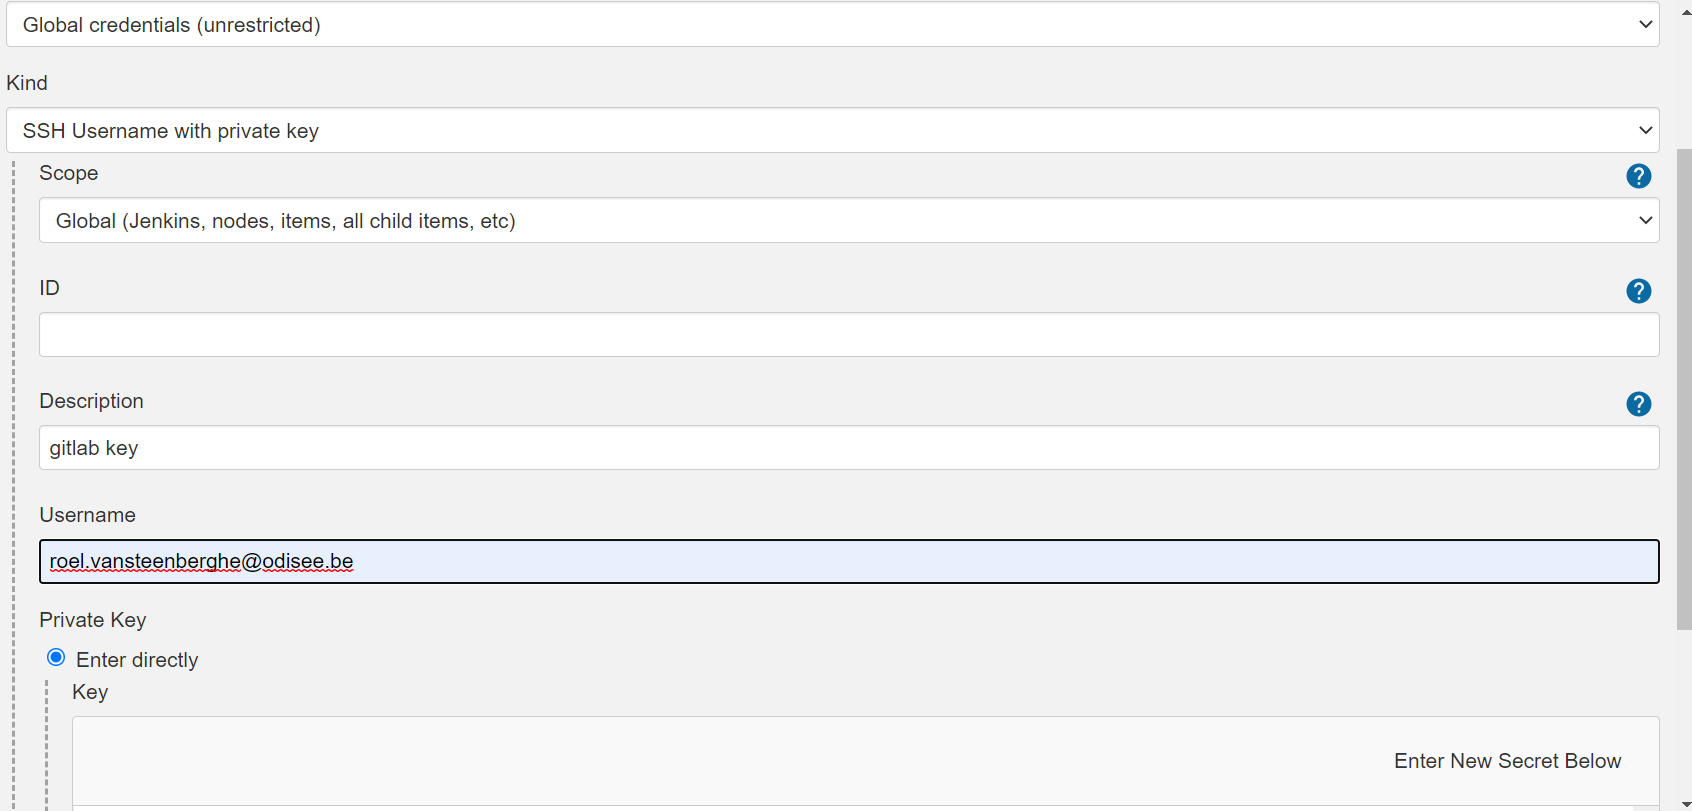 Global credentials (unrestricted)
Kind
SSH Username with private key
Scope
?
Global (Jenkins, nodes, items, all child items, etc)
ID
?
Description
?
gitlab key
Username
roel.vansteenberghe@odisee.be
Private Key
Enter directly
Key
Enter New Secret Below